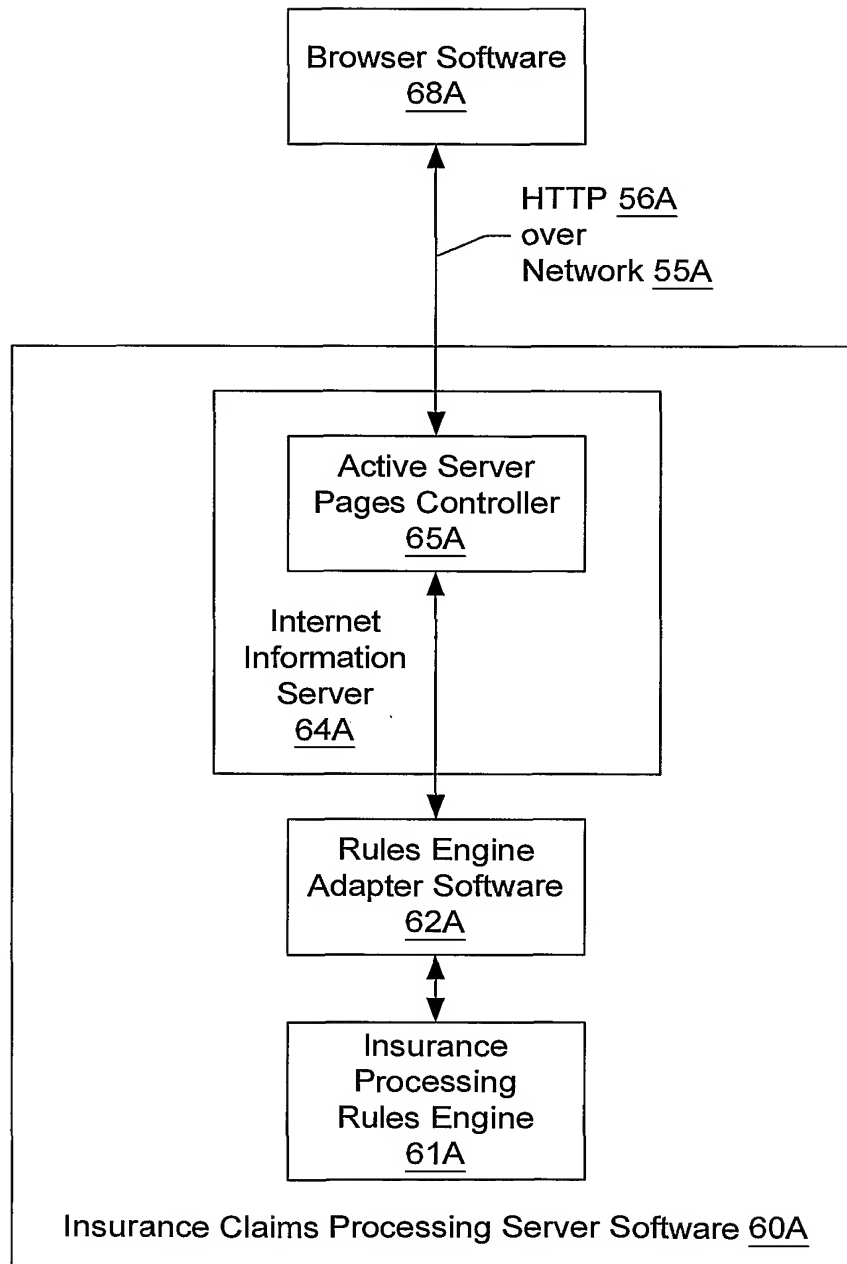 Browser Software
68A
HTTP 56A
over
Network 55A
Active Server
Pages Controller
65A
Internet
Information
Server
64A
Rules Engine
Adapter Software
62A
Insurance
Processing
Rules Engine
61A
Insurance Claims Processing Server Software 60A